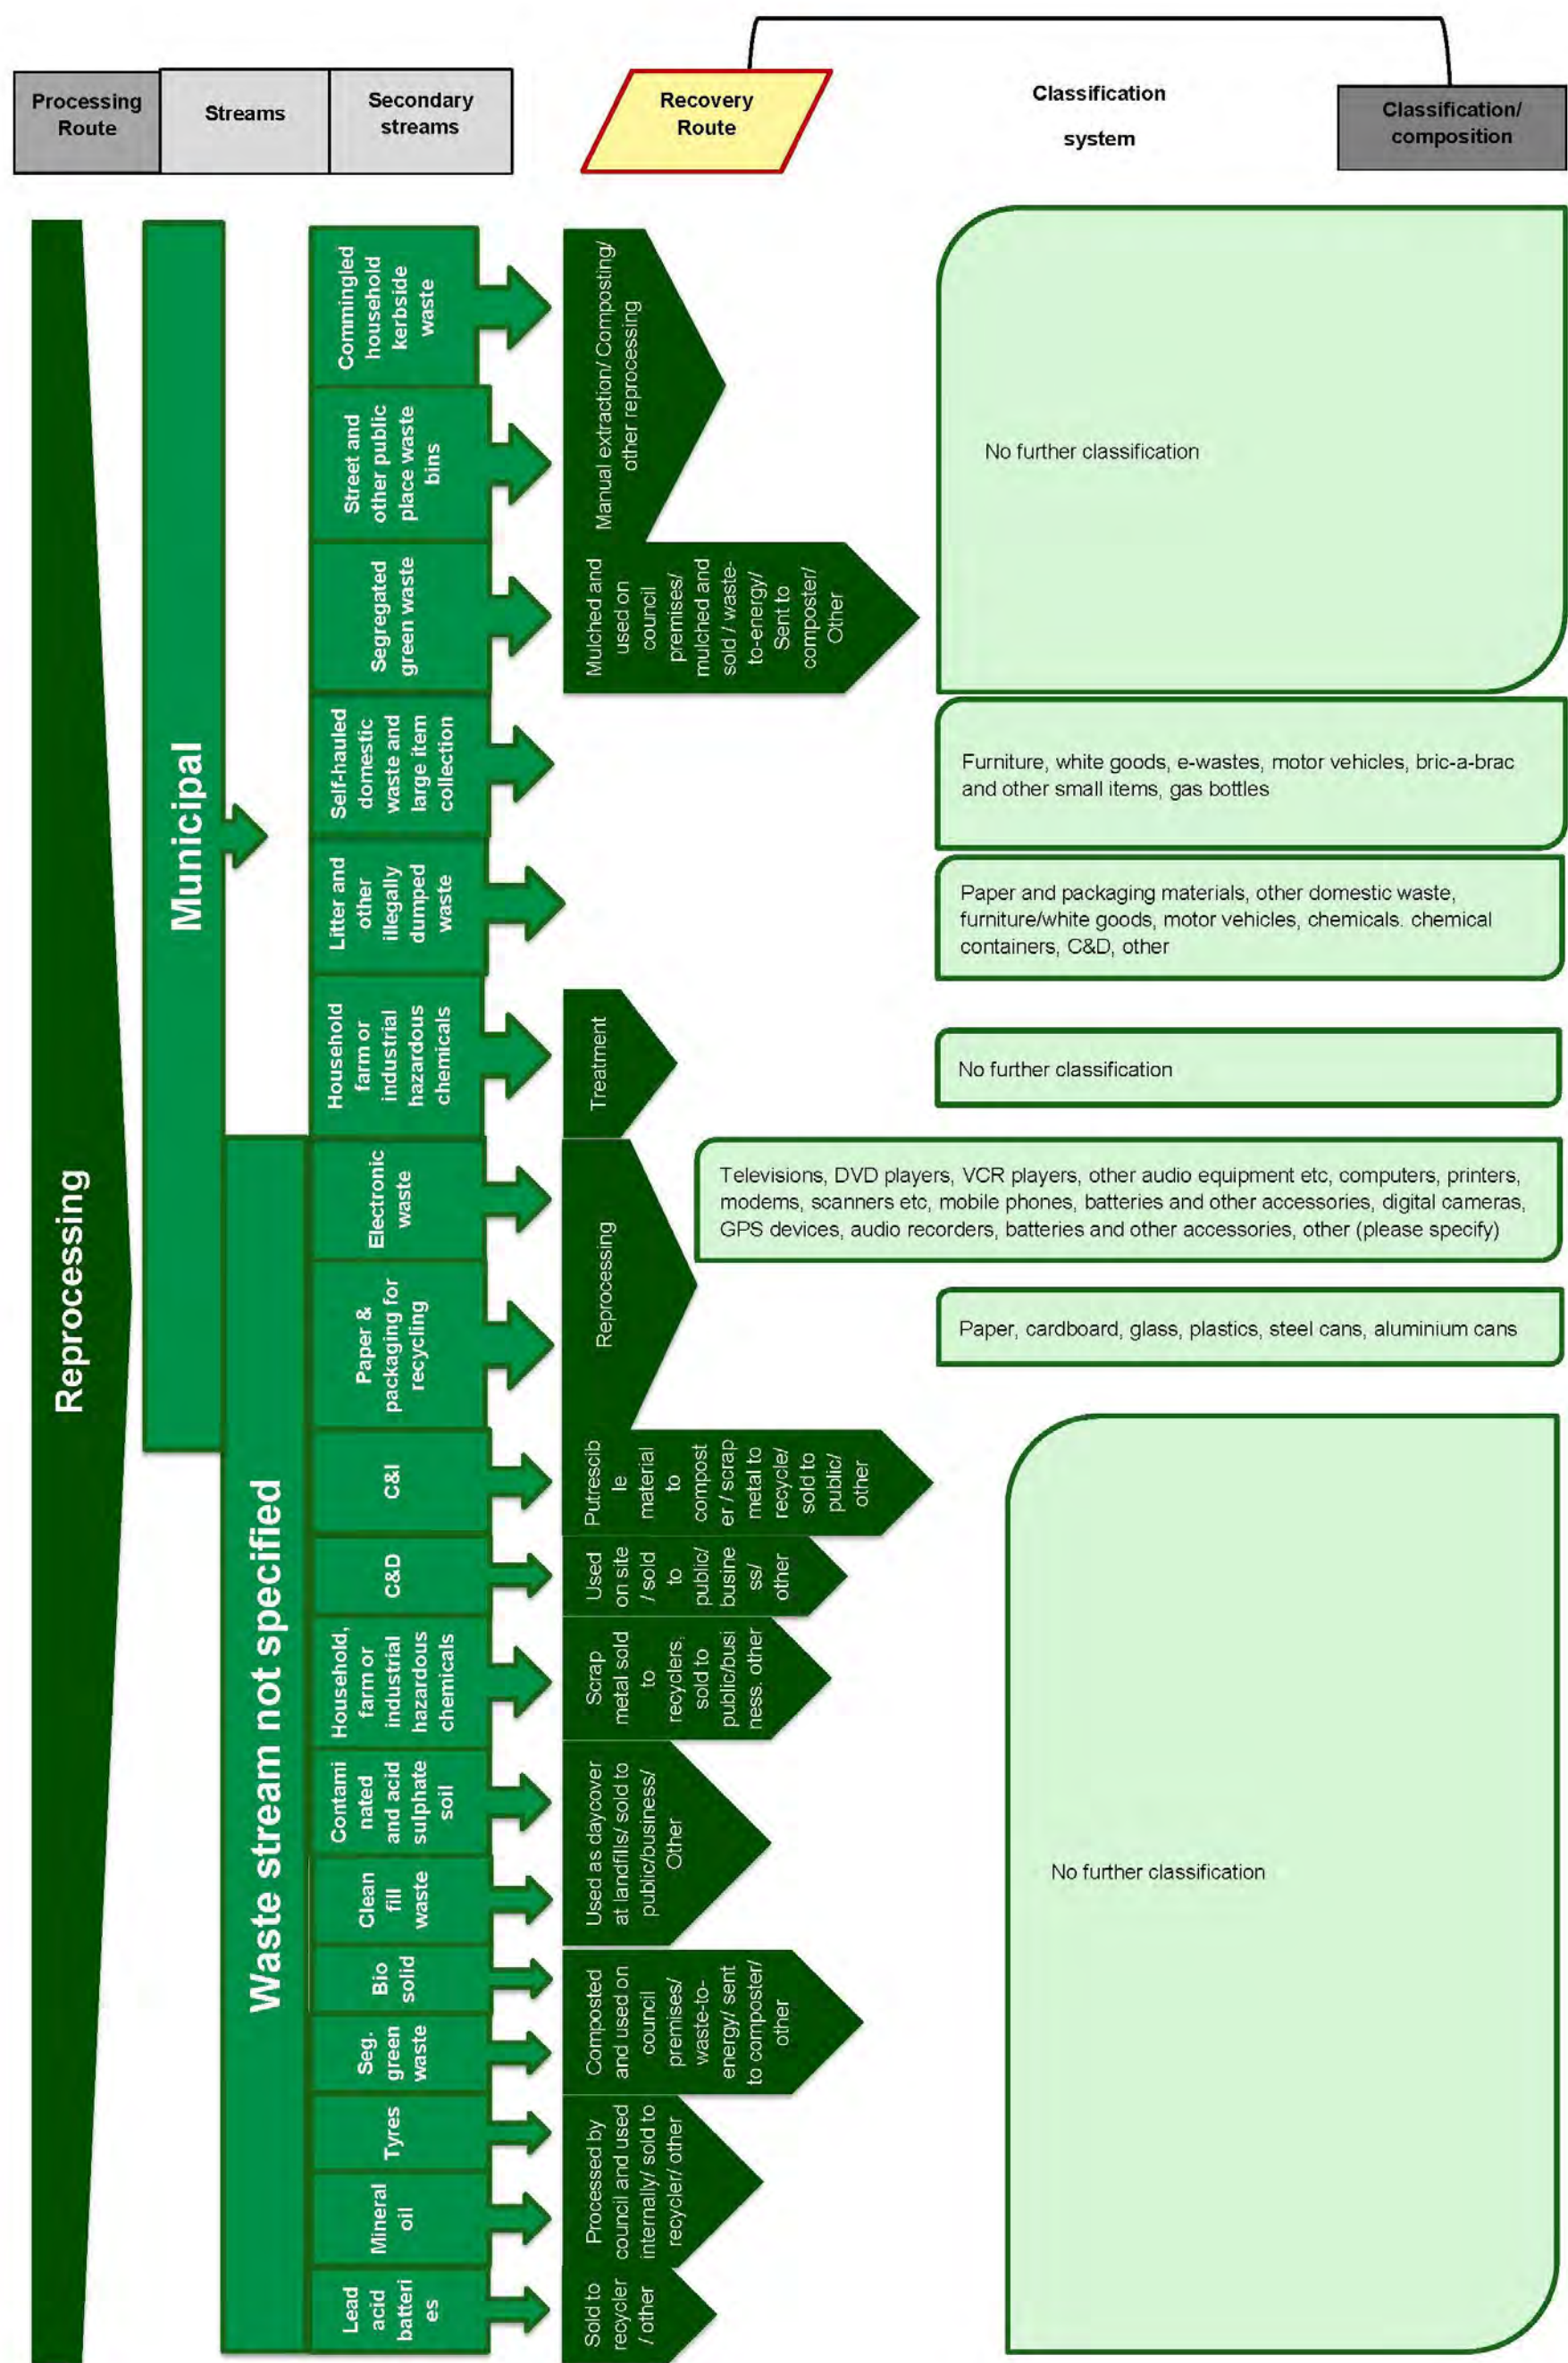 Processing
Route
Streams
Secondary
streams
Recovery
Route
Classification
system
Classification/
composition
Reprocessing
Municipal
Waste stream not specified
Commingled
household
kerbside
waste
Street and
other public
place waste
bins
Segregated
green waste
Self-hauled
domestic
waste and
large item
collection
Litter and
other
illegally
dumped
waste
Household
farm or
industrial
hazardous
chemicals
Electronic
waste
Paper &
packaging for
recycling
C&I
C&D
Household,
farm or
industrial
hazardous
chemicals
Contami
nated
and acid
sulphate
soil
Clean
fill
waste
Bio
solid
Seg.
green
waste
Tyres
Mineral
oil
Lead
acid
batteri
es
Manual extraction/ Composting/
other reprocessing
Mulched and
used on
council
premises/
mulched and
sold / waste-
to-energy/
Sent to
composter/
Other
Treatment
Reprocessing
Putrescib
le
material
to
compost
er / scrap
metal to
recycle/
sold to
public/
other
Used
on site
/ sold
to
public/
busine
ss/
other
Scrap
metal sold
to
recyclers,
sold to
public/busi
ness. other
Used as daycover
at landfills/ sold to
public/business/
Other
Composted
and used on
council
premises/
waste-to-
energy/ sent
to composter/
other
Processed by
council and used
internally/ sold to
recycler/ other
Sold to
recycler
/ other
No further classification
Furniture, white goods, e-wastes, motor vehicles, bric-a-brac
and other small items, gas bottles
Paper and packaging materials, other domestic waste,
furniture/white goods, motor vehicles, chemicals. chemical
containers, C&D, other
No further classification
Televisions, DVD players, VCR players, other audio equipment etc, computers, printers,
modems, scanners etc, mobile phones, batteries and other accessories, digital cameras,
GPS devices, audio recorders, batteries and other accessories, other (please specify)
Paper, cardboard, glass, plastics, steel cans, aluminium cans
No further classification